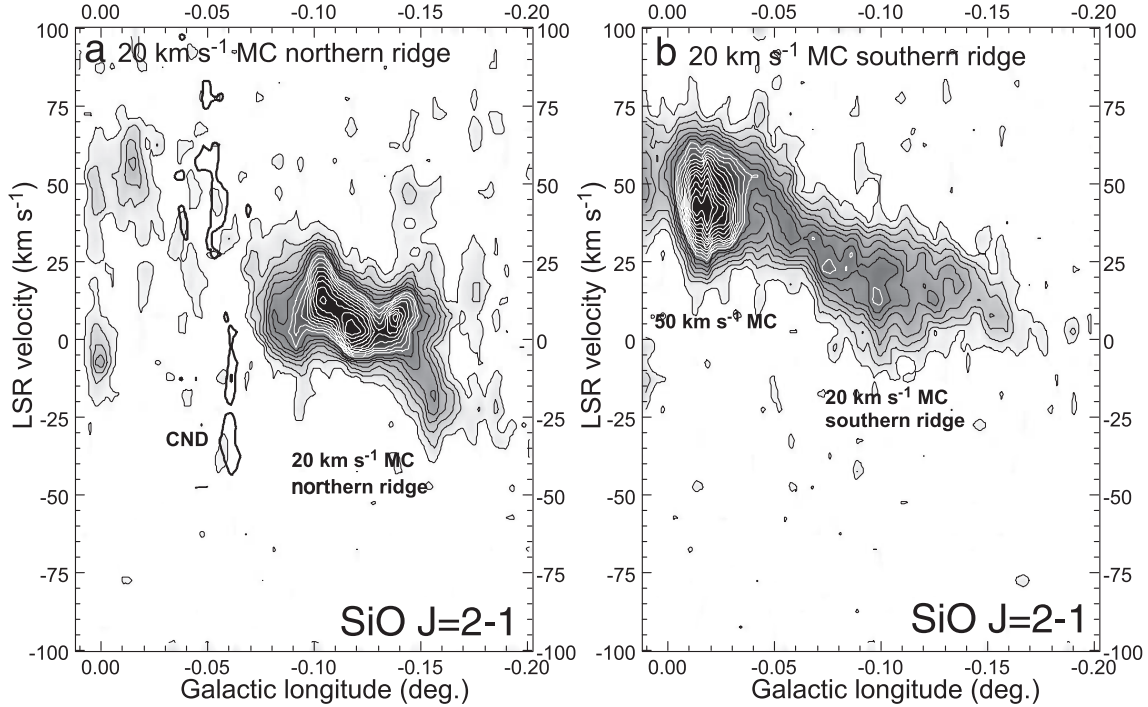 0.00 -0.05 -0.10 -0.15 -0.20
100
75
50
25
0
-25
-50
-75
-100
LSR velocity (km s-1)
a 20 km s-1 MC northern ridge
CND
20 km s-1 MC
northern ridge
SiO J=2-1
100
75
50
25
0
-25
-50
-75
-100
0.00 -0.05 -0.10 -0.15 -0.20
Galactic longitude (deg.)
0.00 -0.05 -0.10 -0.15 -0.20
100
75
50
25
0
-25
-50
-75
-100
LSR velocity (km s-1)
b 20 km s-1 MC southern ridge
50 km s-1 MC
20 km s-1 MC
southern ridge
SiO J=2-1
100
75
50
25
0
-25
-50
-75
-100
0.00 -0.05 -0.10 -0.15 -0.20
Galactic longitude (deg.)